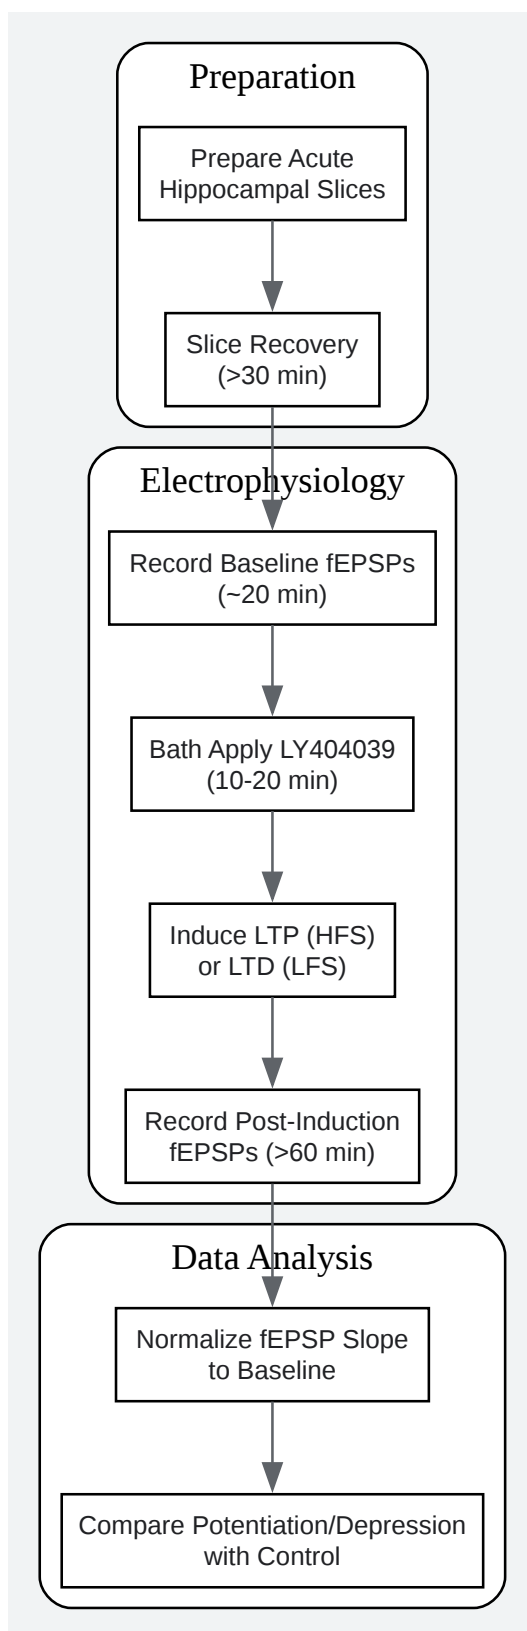 Preparation
Prepare Acute
Hippocampal Slices
Slice Recovery
(>30 min)
Electrophysiology
Record Baseline fEPSPs
(~20 min)
Bath Apply LY404039
(10-20 min)
Induce LTP (HFS)
or LTD (LFS)
Record Post-Induction
fEPSPs (>60 min)
Data Analysis
Normalize fEPSP Slope
to Baseline
Compare Potentiation/Depression
with Control